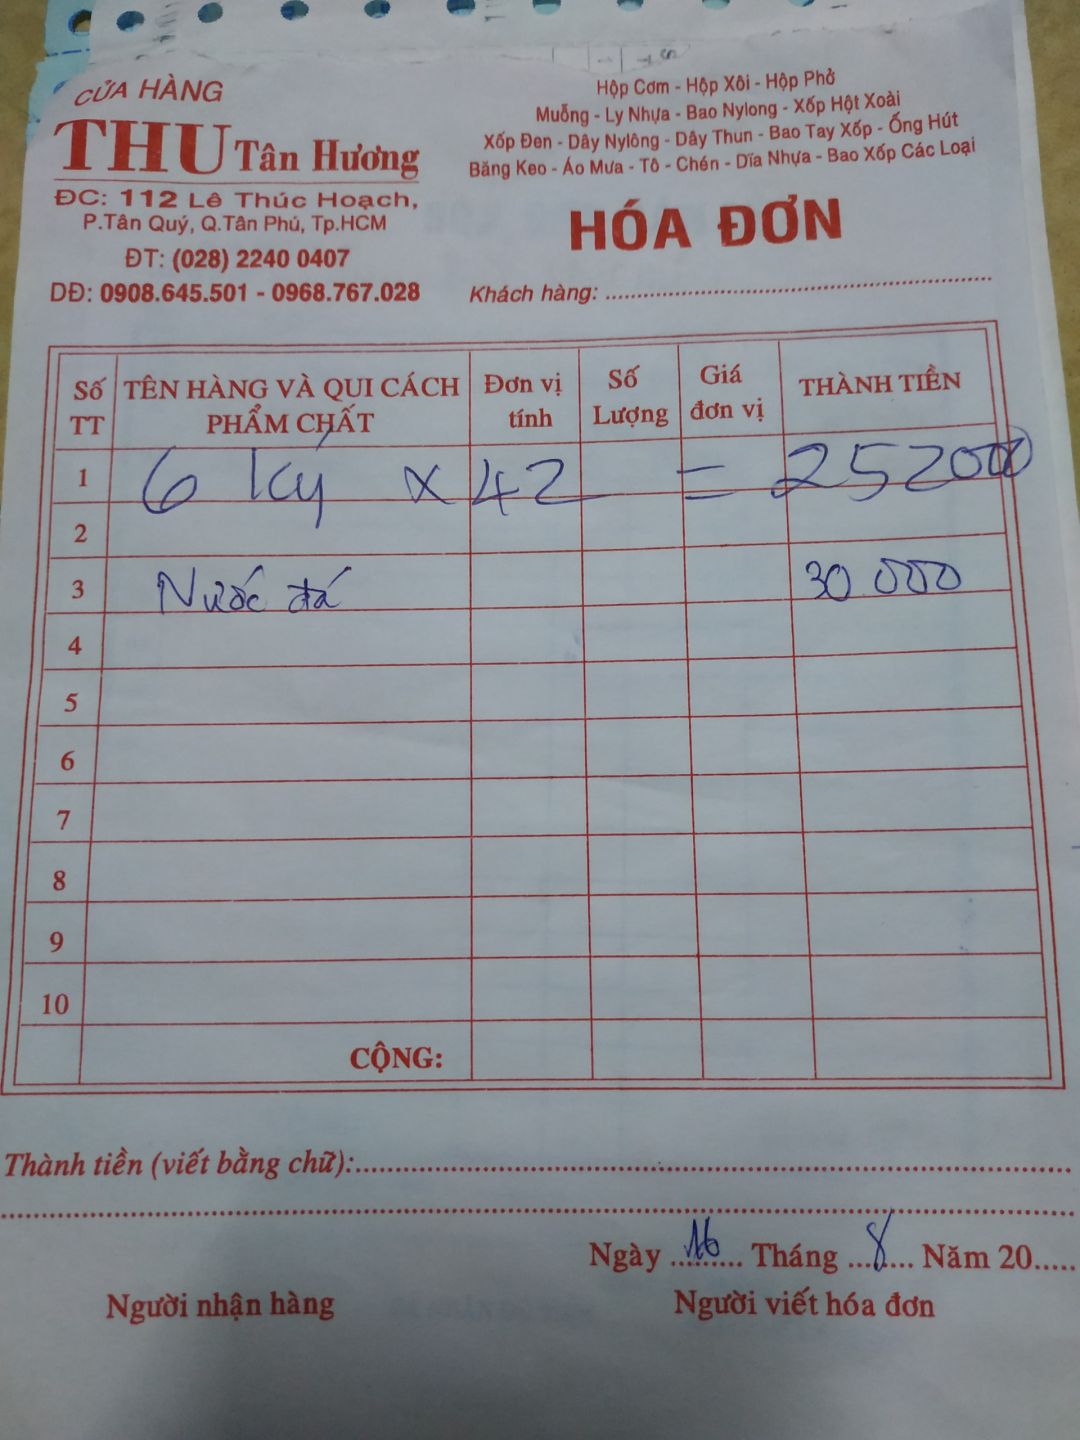 CỬA HÀNG
THU Tân Hương
ĐC: 112 Lê Thúc Hoạch,
P.Tân Quý, Q.Tân Phú, Tp.HCM
ĐT: (028) 2240 0407
DĐ: 0908.645.501 - 0968.767.028
Hộp Cơm - Hộp Xôi - Hộp Phở
Muỗng - Ly Nhựa - Bao Nylong - Xốp Hột Xoài
Xốp Đen - Dây Nylông - Dây Thun - Bao Tay Xốp - Ống Hút
Băng Keo - Áo Mưa - Tô - Chén - Dĩa Nhựa - Bao Xốp Các Loại
HÓA ĐƠN
Khách hàng:
Số TT TÊN HÀNG VÀ QUI CÁCH PHẨM CHẤT Đơn vị tính Số Lượng Giá đơn vị THÀNH TIỀN
1 6 Ký x 42 = 252000
2
3 Nước đá 30.000
4
5
6
7
8
9
10
CỘNG:
Thành tiền (viết bằng chữ):
Ngày 16 Tháng 8 Năm 20
Người nhận hàng Người viết hóa đơn